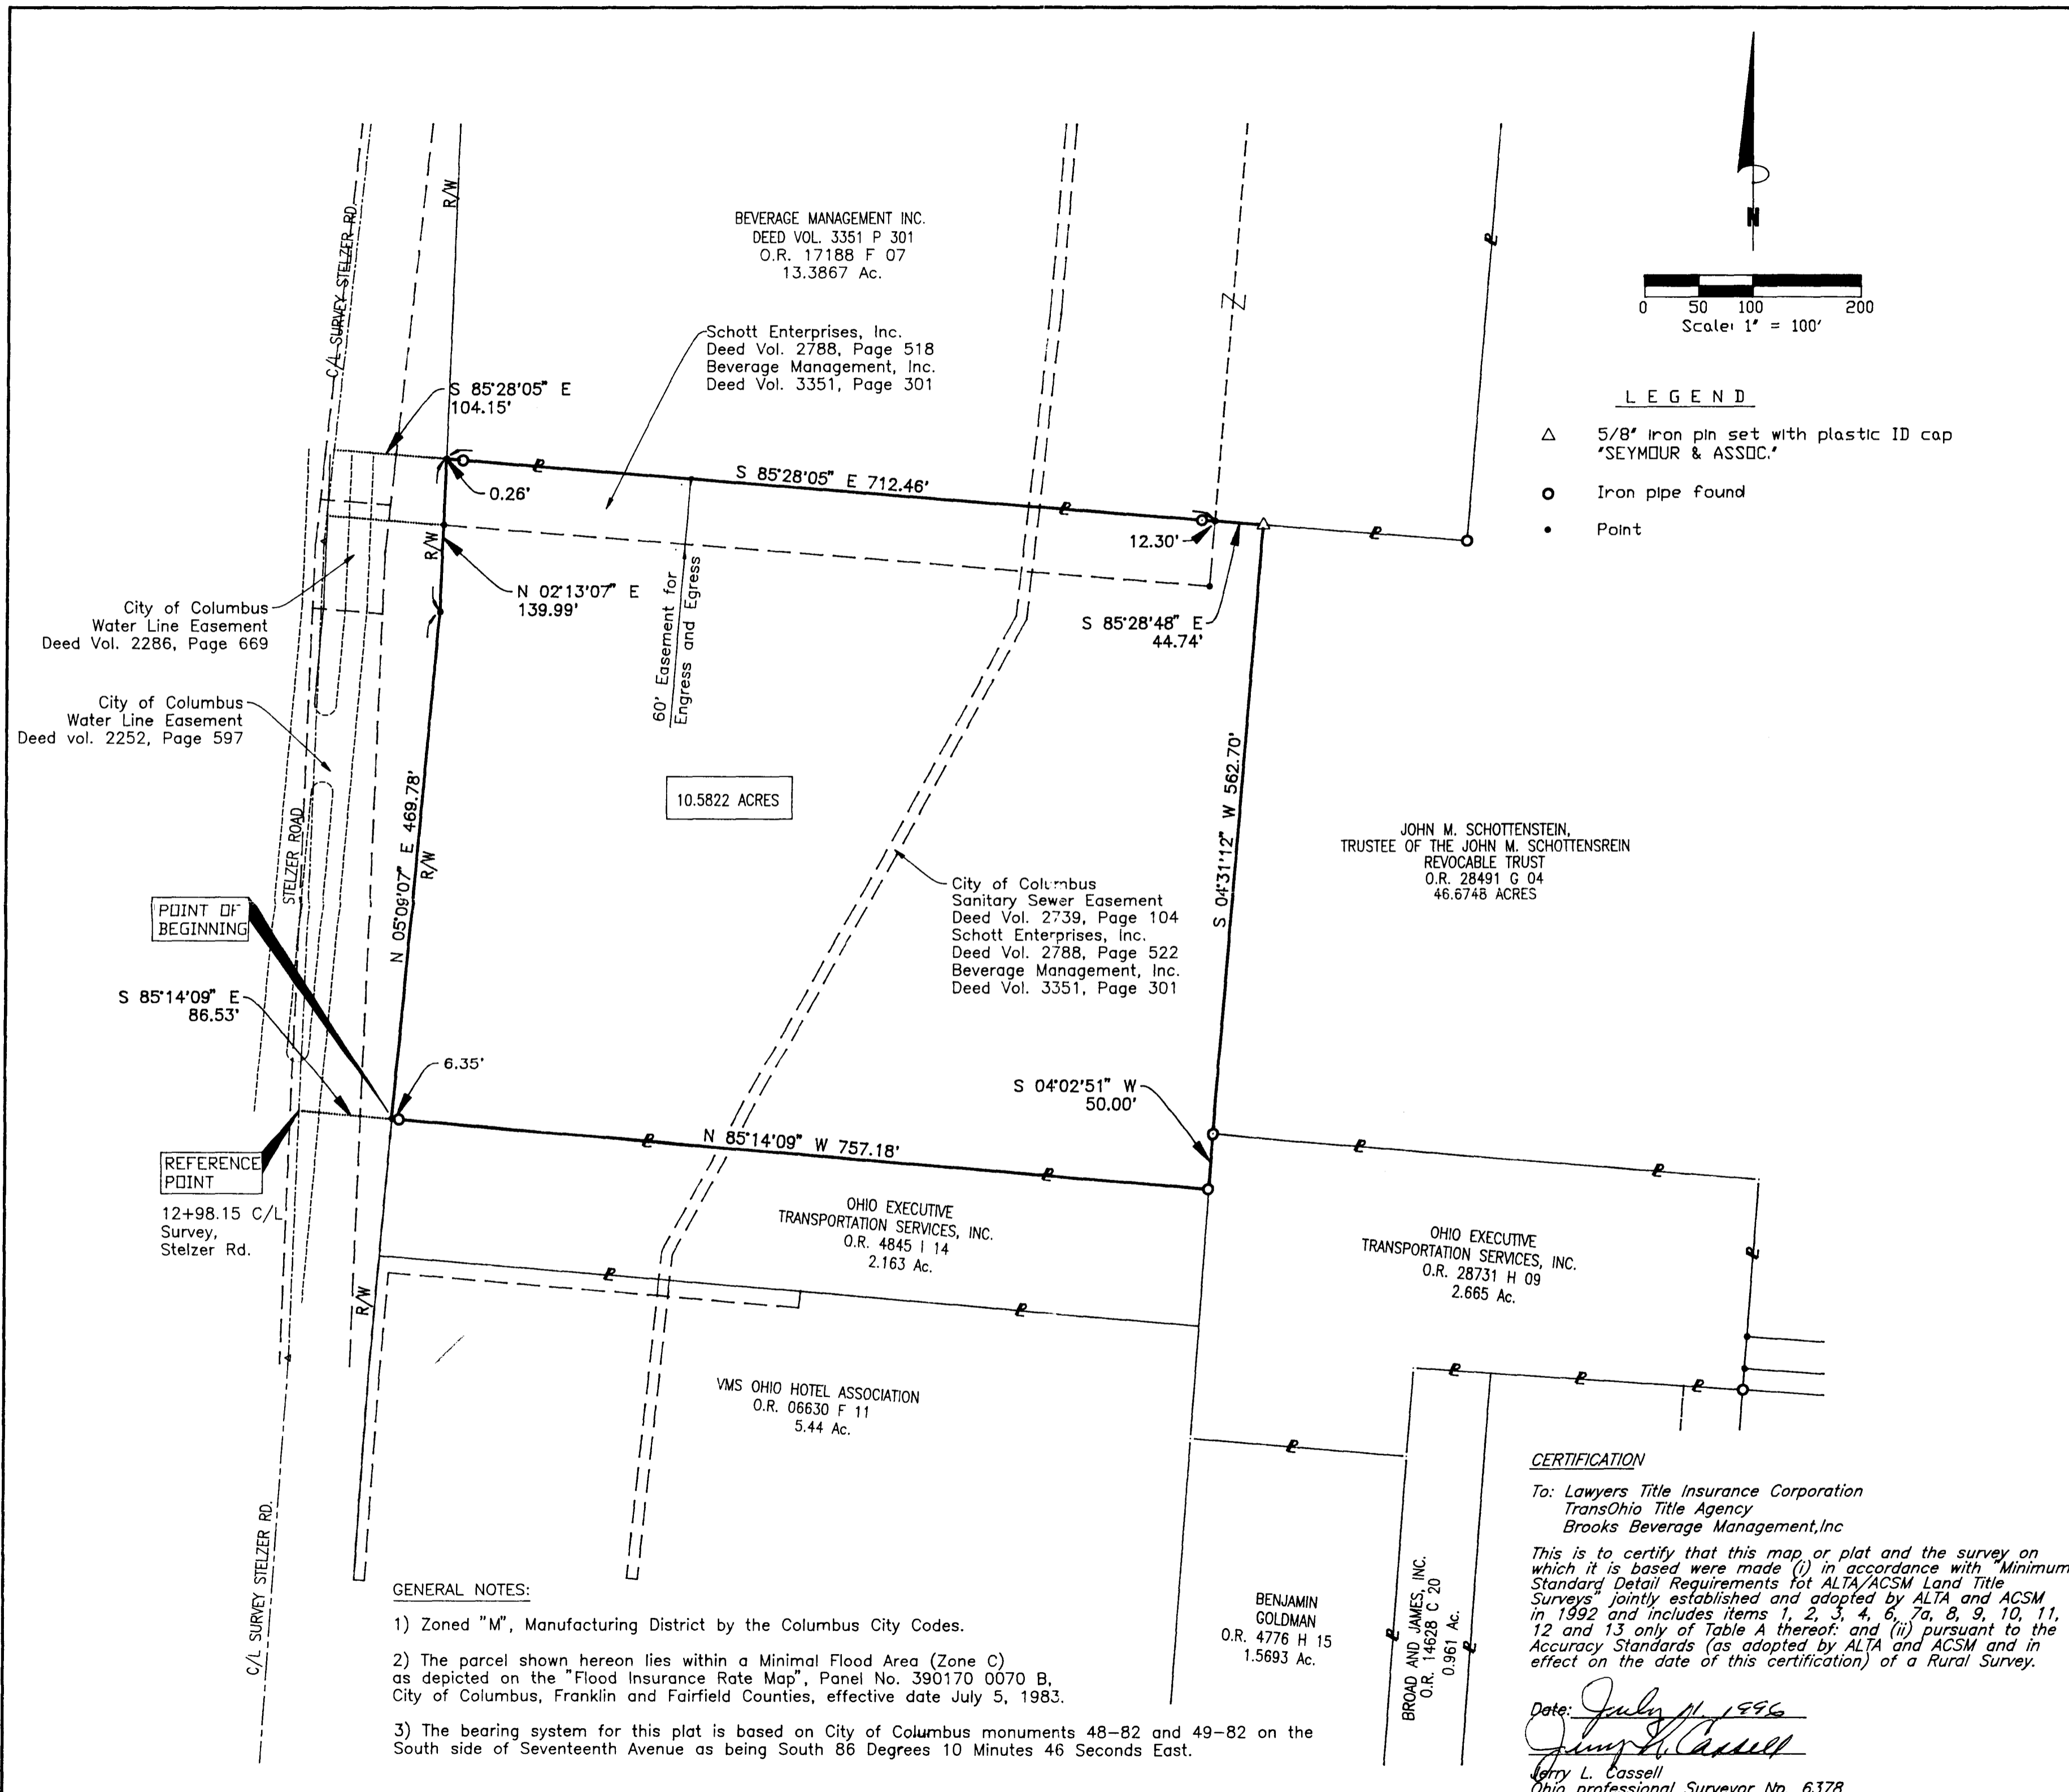 N
0 50 100 200
Scale: 1" = 100'
LEGEND
5/8" iron pin set with plastic ID cap
"SEYMOUR & ASSOC."
Iron pipe found
Point
C/L SURVEY STELZER RD.
R/W
BEVERAGE MANAGEMENT INC.
DEED VOL. 3351 P 301
O.R. 17188 F 07
13.3867 Ac.
Schott Enterprises, Inc.
Deed Vol. 2788, Page 518
Beverage Management, Inc.
Deed Vol. 3351, Page 301
S 85°28'05" E
104.15'
0.26'
S 85°28'05" E 712.46'
12.30'
R/W
N 02°13'07" E
139.99'
60' Easement for
Engress and Egress
S 85°28'48" E
44.74'
City of Columbus
Water Line Easement
Deed Vol. 2286, Page 669
City of Columbus
Water Line Easement
Deed vol. 2252, Page 597
STELZER ROAD
N 05°09'07" E 469.78'
R/W
10.5822 ACRES
S 04°31'12" W 562.70'
JOHN M. SCHOTTENSTEIN,
TRUSTEE OF THE JOHN M. SCHOTTENSREIN
REVOCABLE TRUST
O.R. 28491 G 04
46.6748 ACRES
City of Columbus
Sanitary Sewer Easement
Deed Vol. 2739, Page 104
Schott Enterprises, Inc.
Deed Vol. 2788, Page 522
Beverage Management, Inc.
Deed Vol. 3351, Page 301
POINT OF
BEGINNING
S 85°14'09" E
86.53'
6.35'
S 04°02'51" W
50.00'
N 85°14'09" W 757.18'
REFERENCE
POINT
12+98.15 C/L
Survey,
Stelzer Rd.
OHIO EXECUTIVE
TRANSPORTATION SERVICES, INC.
O.R. 4845 I 14
2.163 Ac.
OHIO EXECUTIVE
TRANSPORTATION SERVICES, INC.
O.R. 28731 H 09
2.665 Ac.
R/W
VMS OHIO HOTEL ASSOCIATION
O.R. 06630 F 11
5.44 Ac.
C/L SURVEY STELZER RD.
BENJAMIN
GOLDMAN
O.R. 4776 H 15
1.5693 Ac.
BROAD AND JAMES, INC.
O.R. 14628 C 20
0.961 Ac.
GENERAL NOTES:
1) Zoned "M", Manufacturing District by the Columbus City Codes.
2) The parcel shown hereon lies within a Minimal Flood Area (Zone C)
as depicted on the "Flood Insurance Rate Map", Panel No. 390170 0070 B,
City of Columbus, Franklin and Fairfield Counties, effective date July 5, 1983.
3) The bearing system for this plat is based on City of Columbus monuments 48-82 and 49-82 on the
South side of Seventeenth Avenue as being South 86 Degrees 10 Minutes 46 Seconds East.
CERTIFICATION
To: Lawyers Title Insurance Corporation
TransOhio Title Agency
Brooks Beverage Management,Inc
This is to certify that this map or plat and the survey on
which it is based were made (i) in accordance with "Minimum
Standard Detail Requirements fot ALTA/ACSM Land Title
Surveys" jointly established and adopted by ALTA and ACSM
in 1992 and includes items 1, 2, 3, 4, 6, 7a, 8, 9, 10, 11,
12 and 13 only of Table A thereof: and (ii) pursuant to the
Accuracy Standards (as adopted by ALTA and ACSM and in
effect on the date of this certification) of a Rural Survey.
Date: July 11, 1996
Jerry L. Cassell
Jerry L. Cassell
Ohio professional Surveyor No. 6378